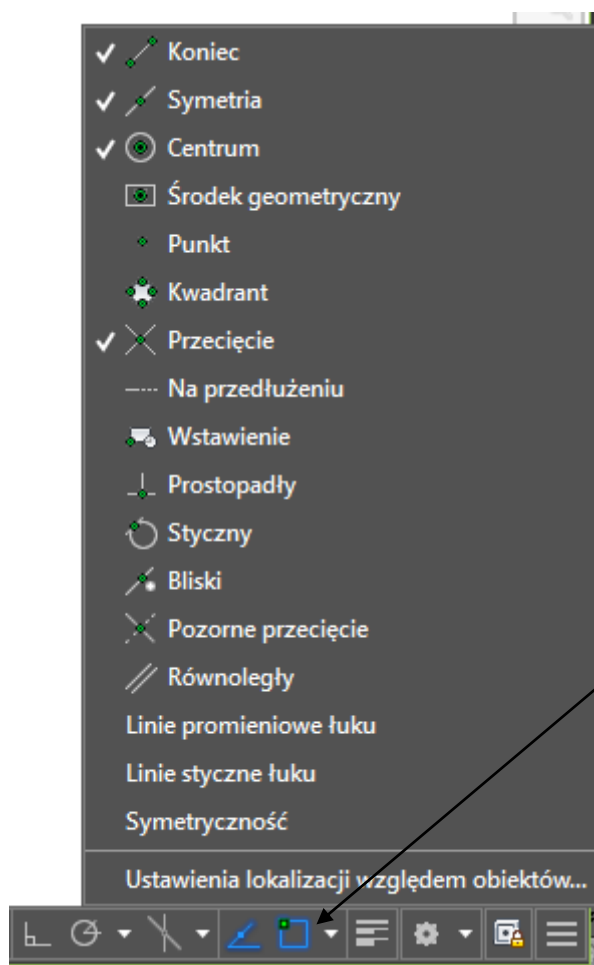 Koniec
Symetria
Centrum
Środek geometryczny
Punkt
Kwadrant
Przecięcie
Na przedłużeniu
Wstawienie
Prostopadły
Styczny
Bliski
Pozorne przecięcie
Równoległy
Linie promieniowe łuku
Linie styczne łuku
Symetryczność
Ustawienia lokalizacji względem obiektów...